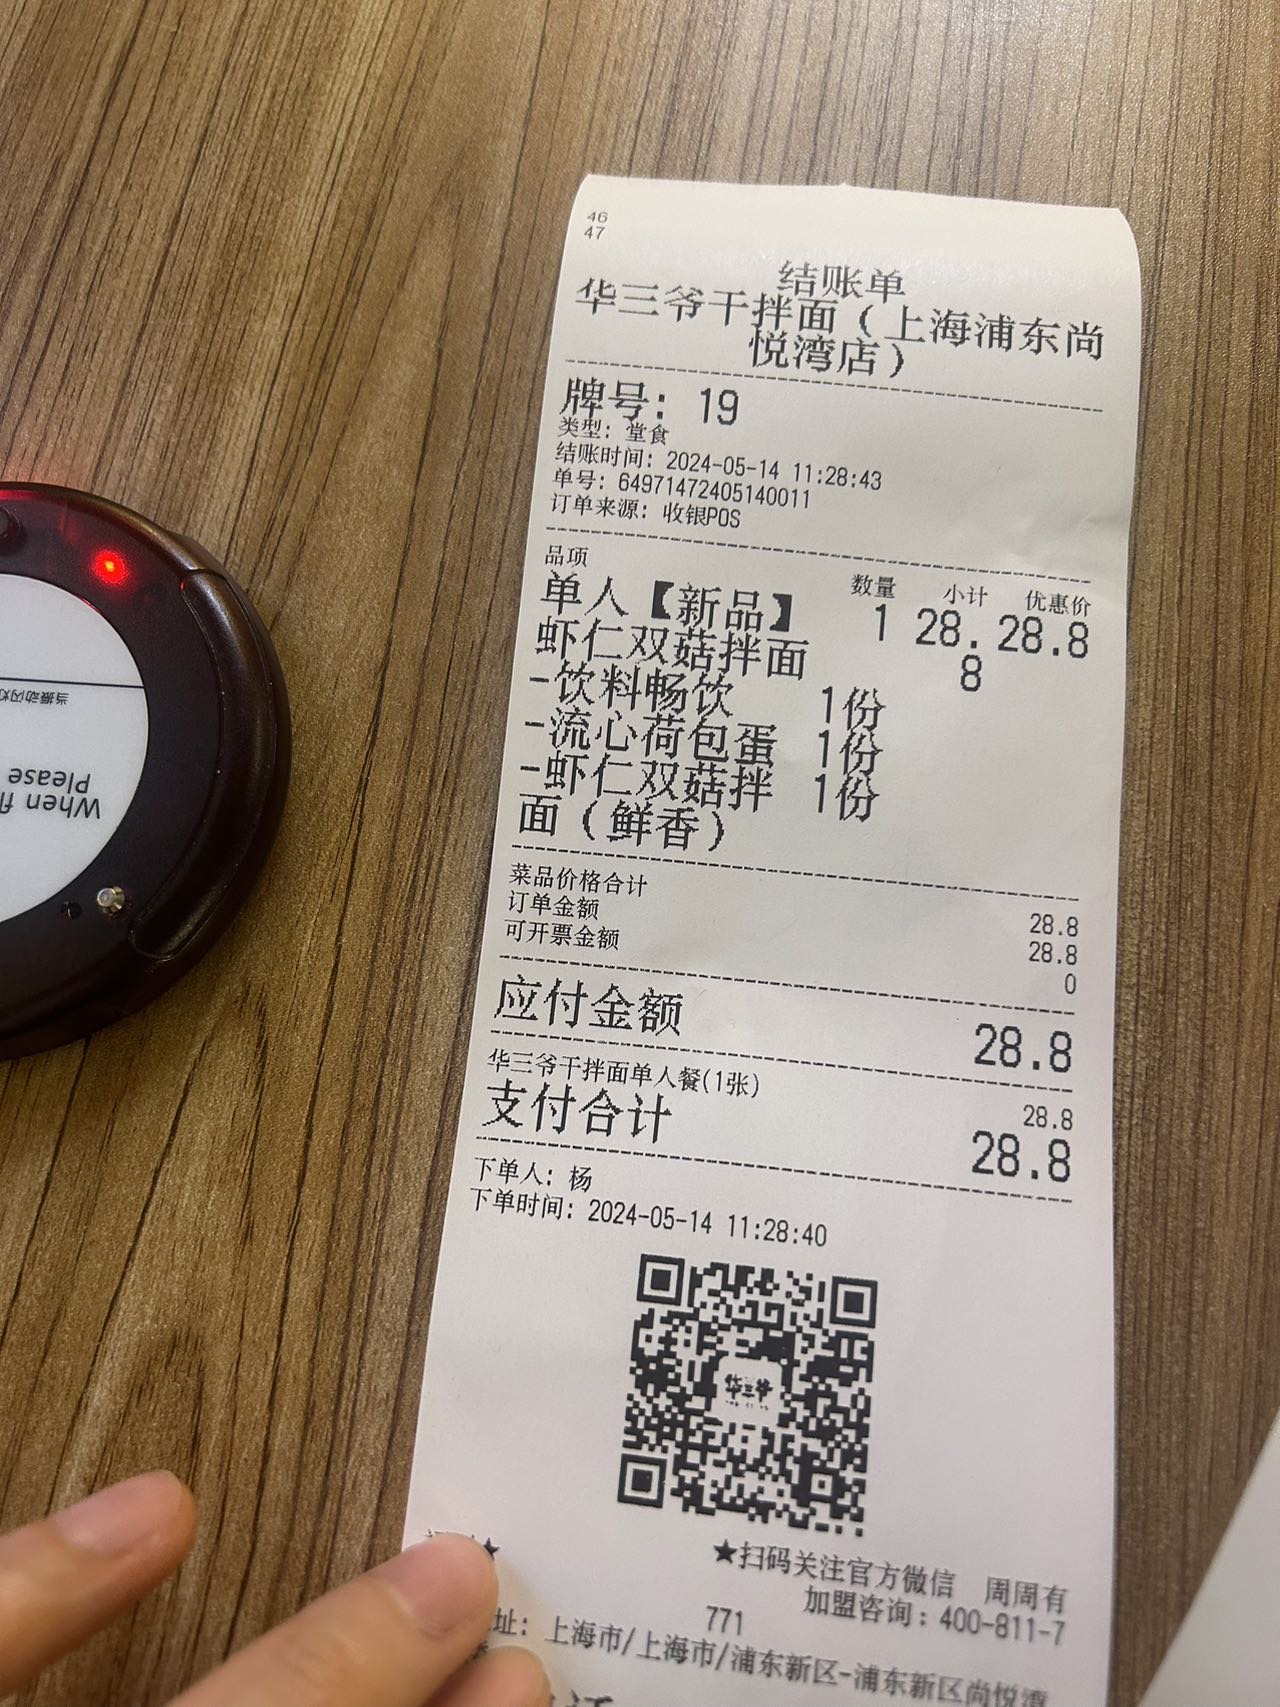 46
47
结账单
华三爷干拌面（上海浦东尚
悦湾店）
牌号：19
类型：堂食
结账时间：2024-05-14 11:28:43
单号：64971472405140011
订单来源：收银POS
品项 数量 小计 优惠价
单人【新品】 1 28. 28.8
虾仁双菇拌面 8
-饮料畅饮 1份
-流心荷包蛋 1份
-虾仁双菇拌 1份
面（鲜香）
菜品价格合计 28.8
订单金额 28.8
可开票金额 0
应付金额 28.8
华三爷干拌面单人餐(1张) 28.8
支付合计 28.8
下单人：杨
下单时间：2024-05-14 11:28:40
华三爷
★扫码关注官方微信 周周有
★
加盟咨询：400-811-7
771
址：上海市/上海市/浦东新区-浦东新区尚悦湾
当振动闪灯
When fl
Please